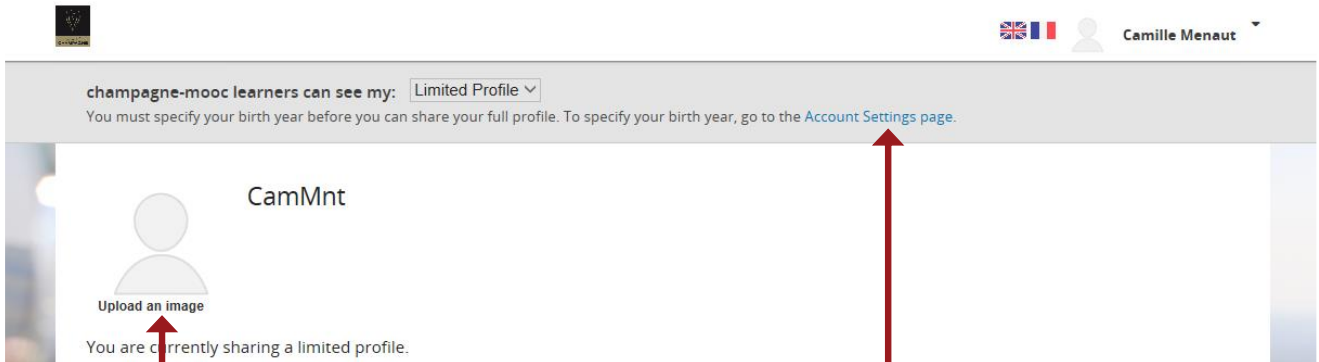 Camille Menaut
champagne-mooc learners can see my: Limited Profile
You must specify your birth year before you can share your full profile. To specify your birth year, go to the Account Settings page.
CamMnt
Upload an image
You are currently sharing a limited profile.